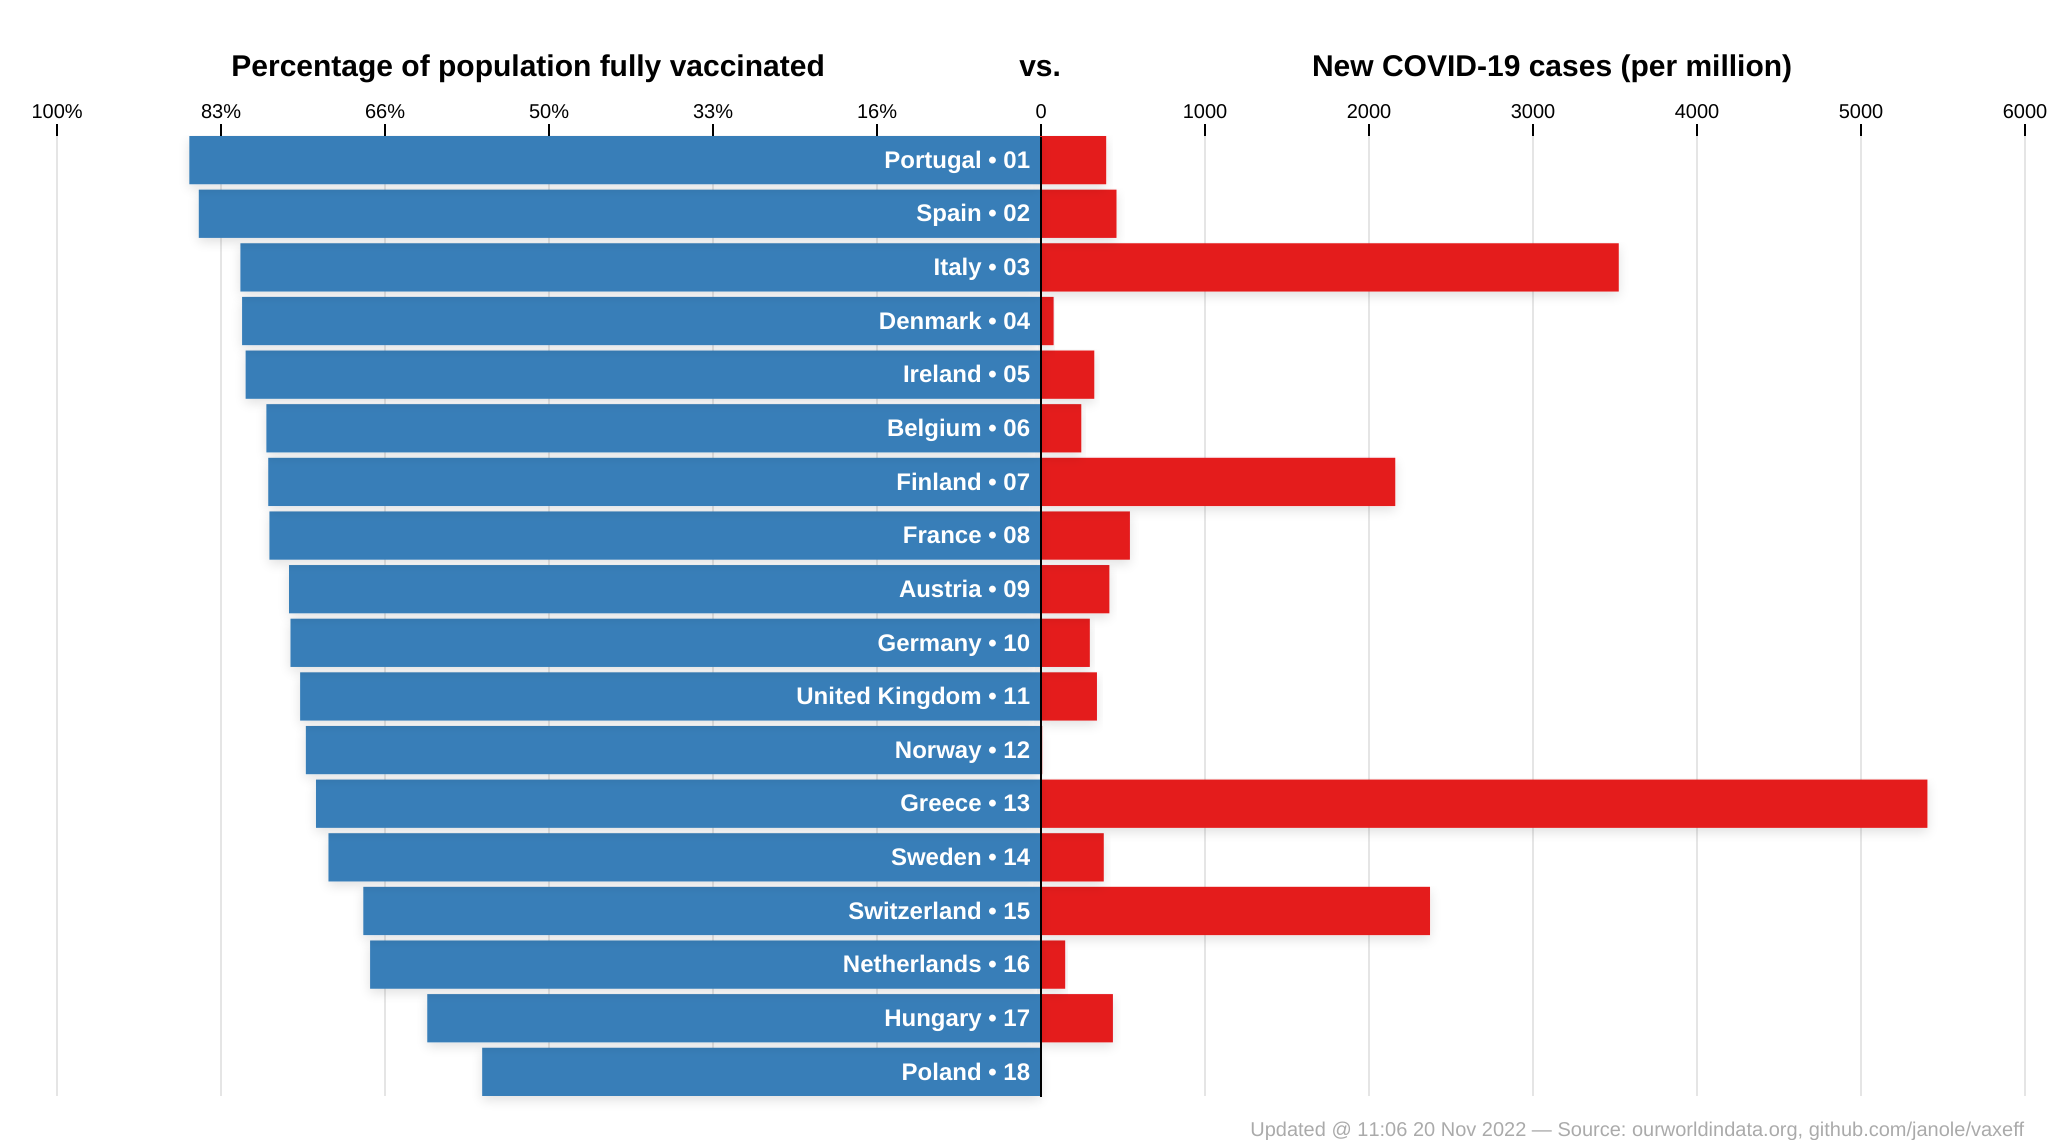 Percentage of population fully vaccinated vs. New COVID-19 cases (per million)
100% 83% 66% 50% 33% 16% 0 1000 2000 3000 4000 5000 6000
Portugal • 01
Spain • 02
Italy • 03
Denmark • 04
Ireland • 05
Belgium • 06
Finland • 07
France • 08
Austria • 09
Germany • 10
United Kingdom • 11
Norway • 12
Greece • 13
Sweden • 14
Switzerland • 15
Netherlands • 16
Hungary • 17
Poland • 18
Updated @ 11:06 20 Nov 2022 — Source: ourworldindata.org, github.com/janole/vaxeff